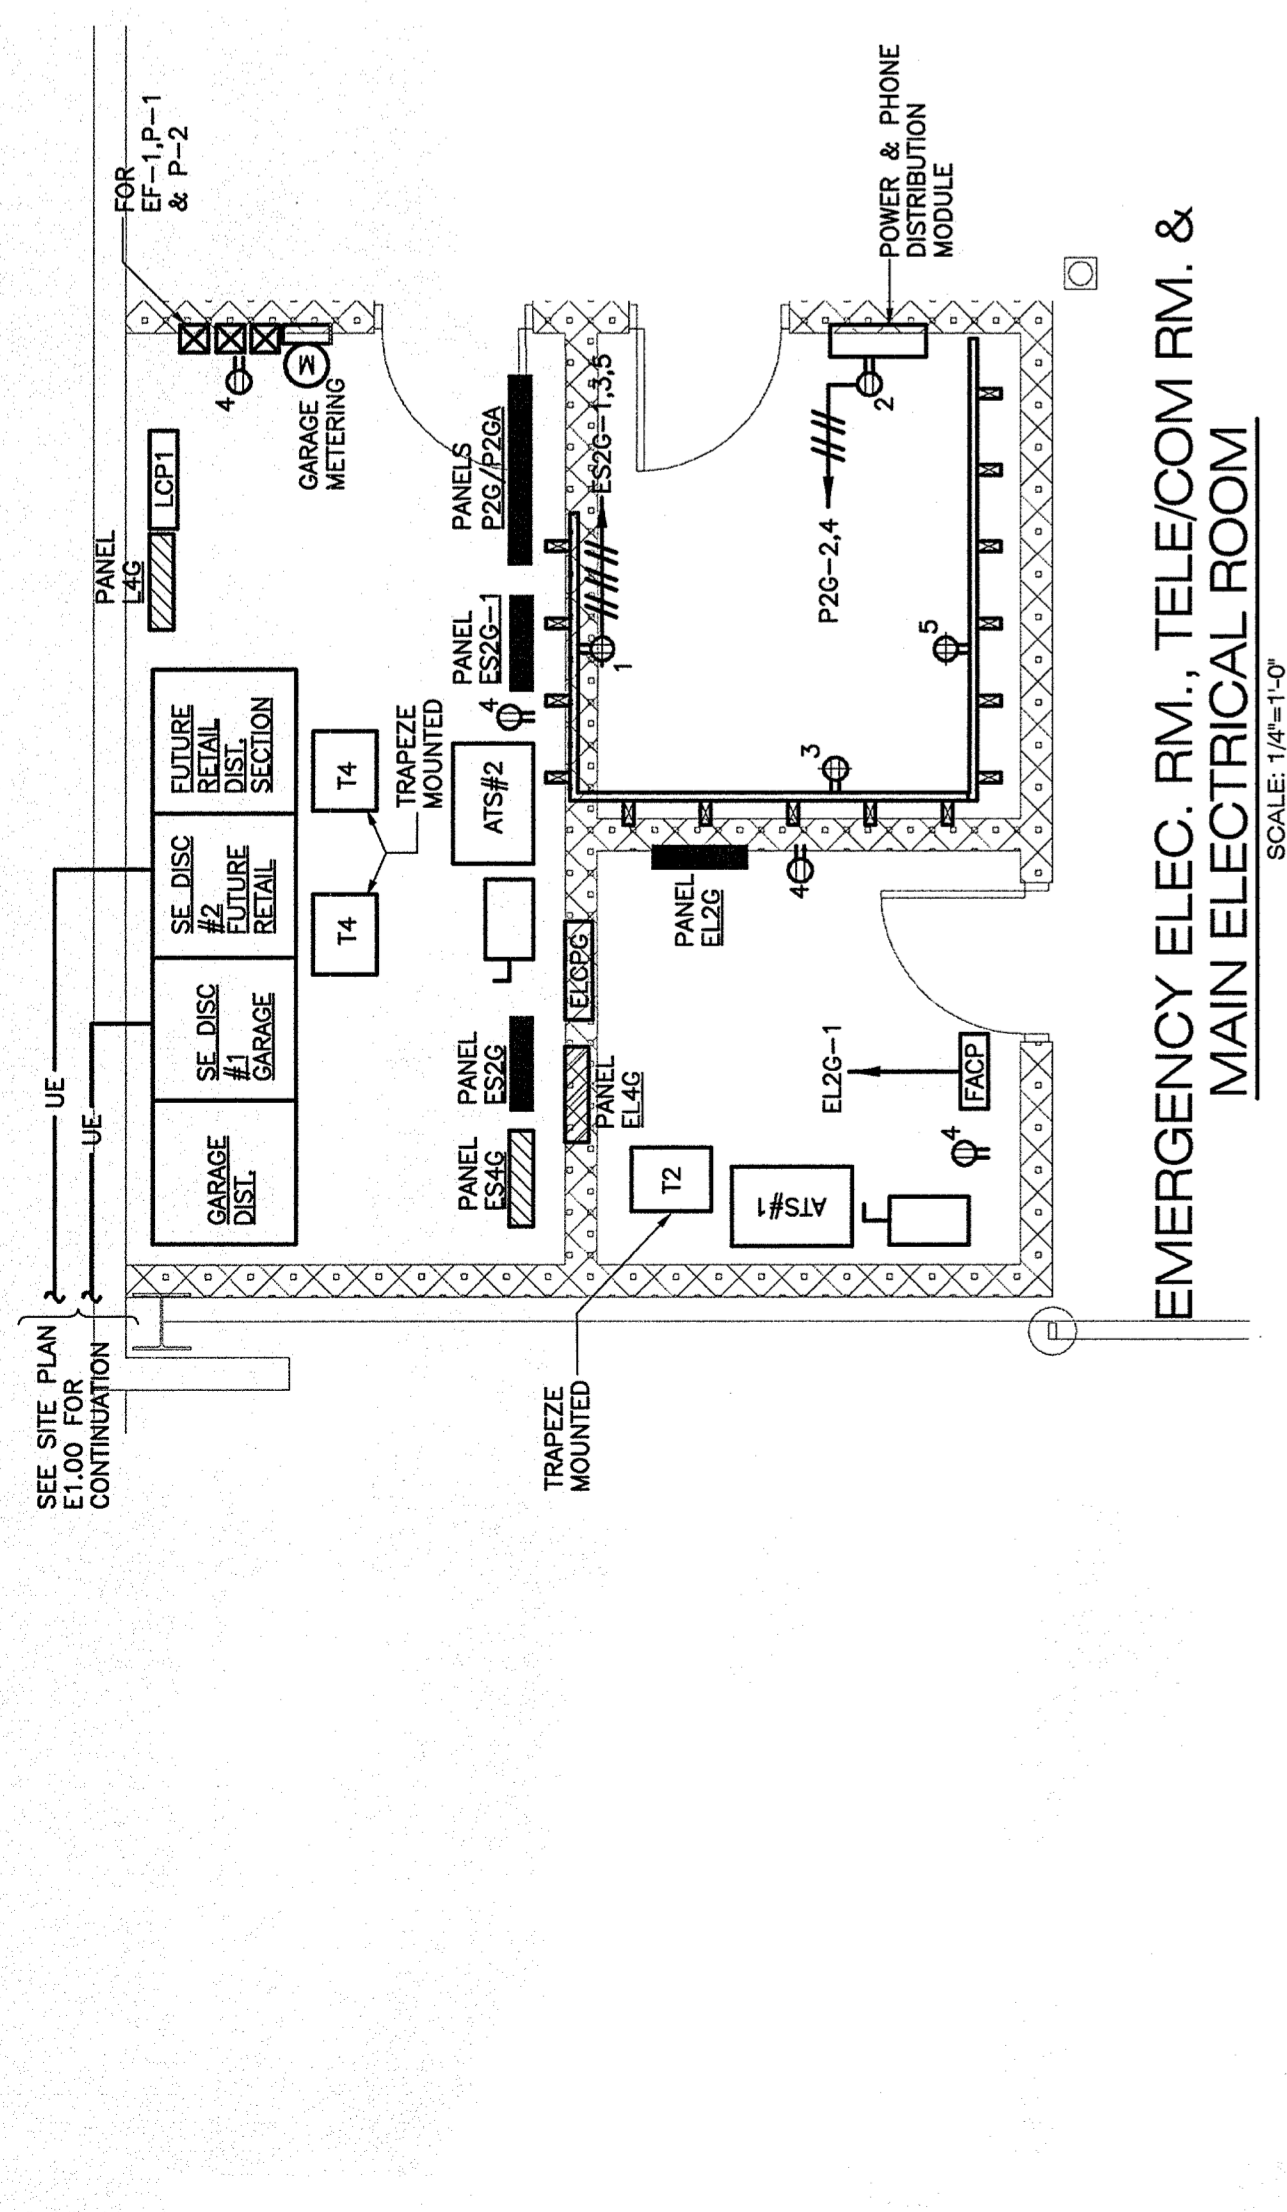 SEE SITE PLAN
E1.00 FOR
CONTINUATION
UE
UE
FOR
EF-1,P-1
& P-2
PANEL
L4G
LCP1
4
M
GARAGE
METERING
GARAGE
DIST.
SE DISC
#1
GARAGE
SE DISC
#2
FUTURE
RETAIL
FUTURE
RETAIL
DIST.
SECTION
T4
T4
TRAPEZE
MOUNTED
PANEL
ES4G
PANEL
ES2G
ATS#2
4
PANEL
ES2G-1
PANELS
P2G/P2GA
PANEL
EL4G
ELCPG
1
ES2G-1,3,5
TRAPEZE
MOUNTED
T2
ATS#1
PANEL
EL2G
4
EL2G-1
FACP
4
3
P2G-2,4
2
5
POWER & PHONE
DISTRIBUTION
MODULE
EMERGENCY ELEC. RM., TELE/COM RM. &
MAIN ELECTRICAL ROOM
SCALE: 1/4"=1'-0"